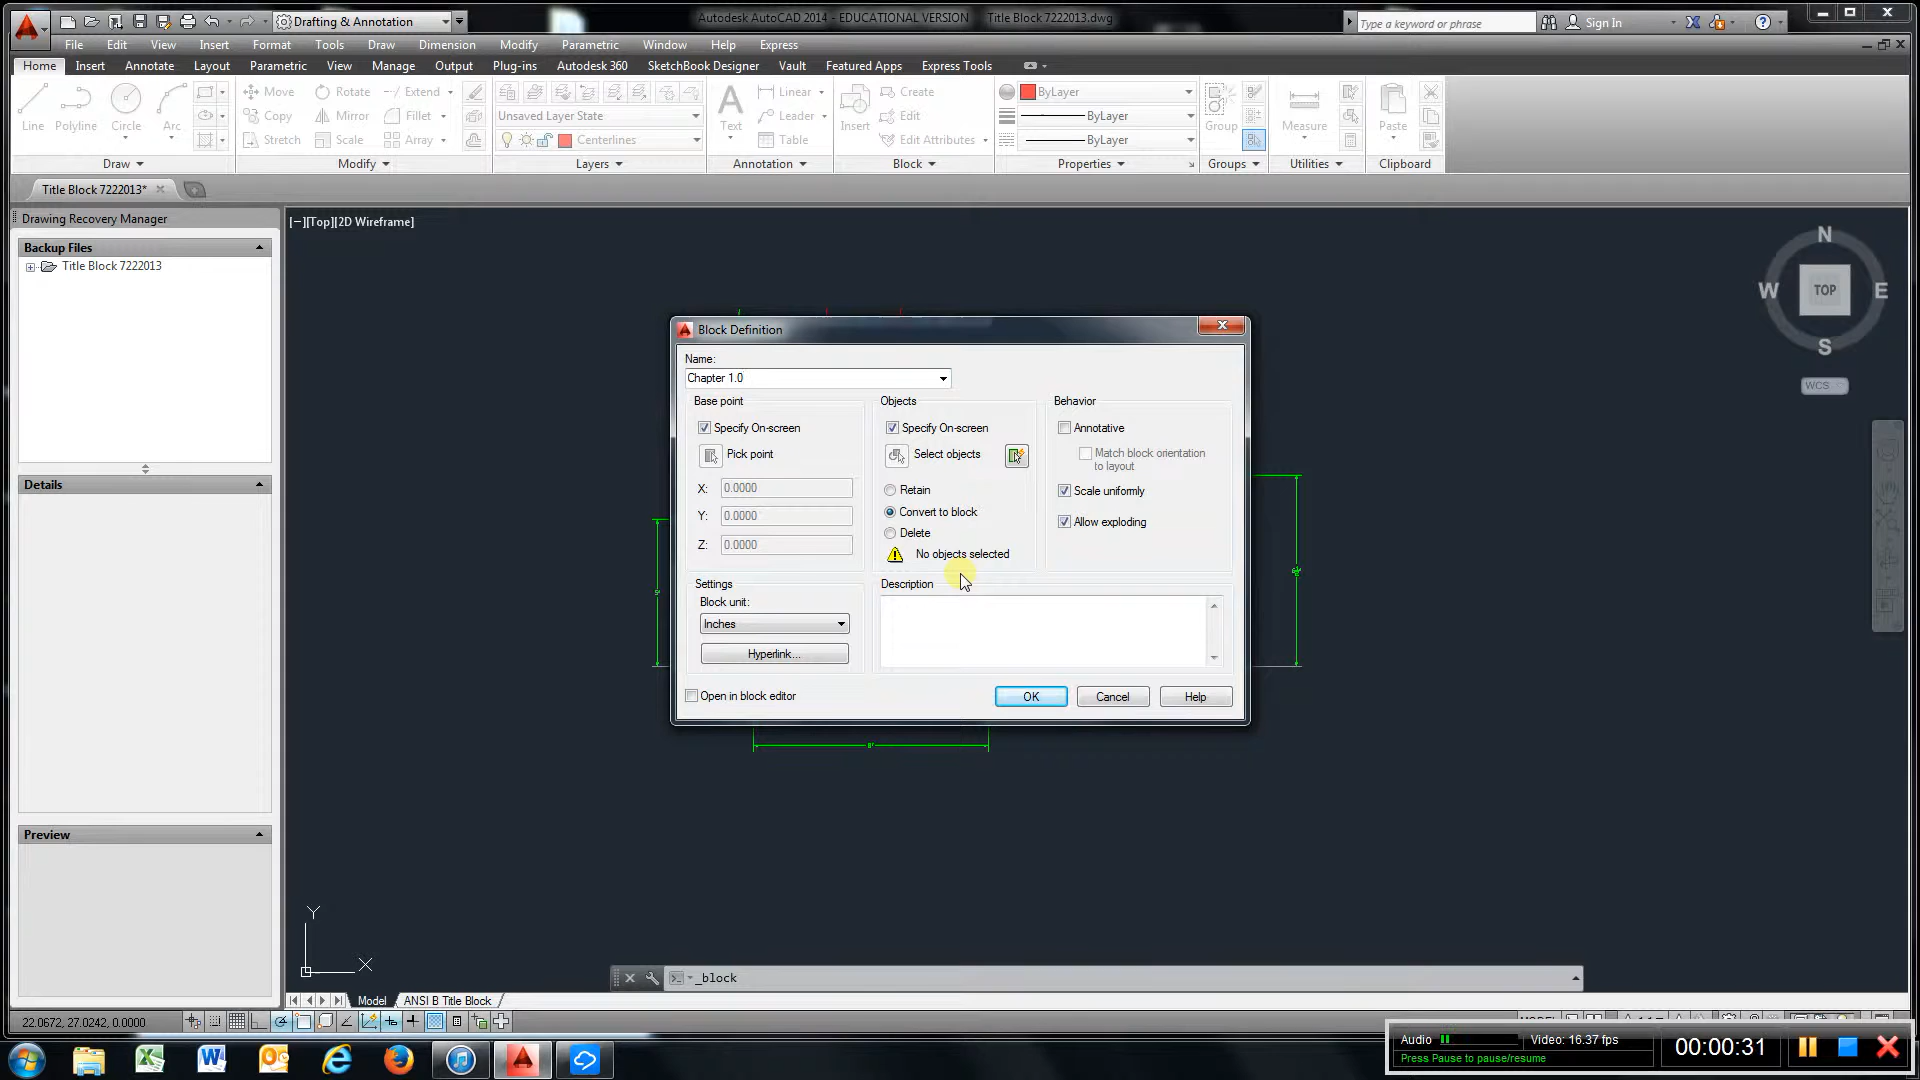 Drafting & Annotation
Autodesk AutoCAD 2014 - EDUCATIONAL VERSION Title Block 7222013.dwg
Type a keyword or phrase
Sign In
File Edit View Insert Format Tools Draw Dimension Modify Parametric Window Help Express
Home Insert Annotate Layout Parametric View Manage Output Plug-ins Autodesk 360 SketchBook Designer Vault Featured Apps Express Tools
Move Rotate Extend
Unsaved Layer State
Linear
Create
ByLayer
Copy Mirror Fillet
Leader
Edit
ByLayer
Line Polyline Circle Arc
Text
Insert
Group
Measure
Paste
Stretch Scale Array
Centerlines
Table
Edit Attributes
ByLayer
Draw Modify Layers Annotation Block Properties Groups Utilities Clipboard
Title Block 7222013*
Drawing Recovery Manager
Backup Files
Title Block 7222013
Details
Preview
[−][Top][2D Wireframe]
N
W TOP E
S
WCS
Block Definition
Name:
Chapter 1.0
Base point
Specify On-screen
Pick point
X: 0.0000
Y: 0.0000
Z: 0.0000
Objects
Specify On-screen
Select objects
Retain
Convert to block
Delete
No objects selected
Behavior
Annotative
Match block orientation
to layout
Scale uniformly
Allow exploding
Settings
Block unit:
Inches
Hyperlink...
Description
Open in block editor
OK Cancel Help
Y
X
_block
Model ANSI B Title Block
22.0672, 27.0242, 0.0000
Audio Video: 16.37 fps
Press Pause to pause/resume
00:00:31